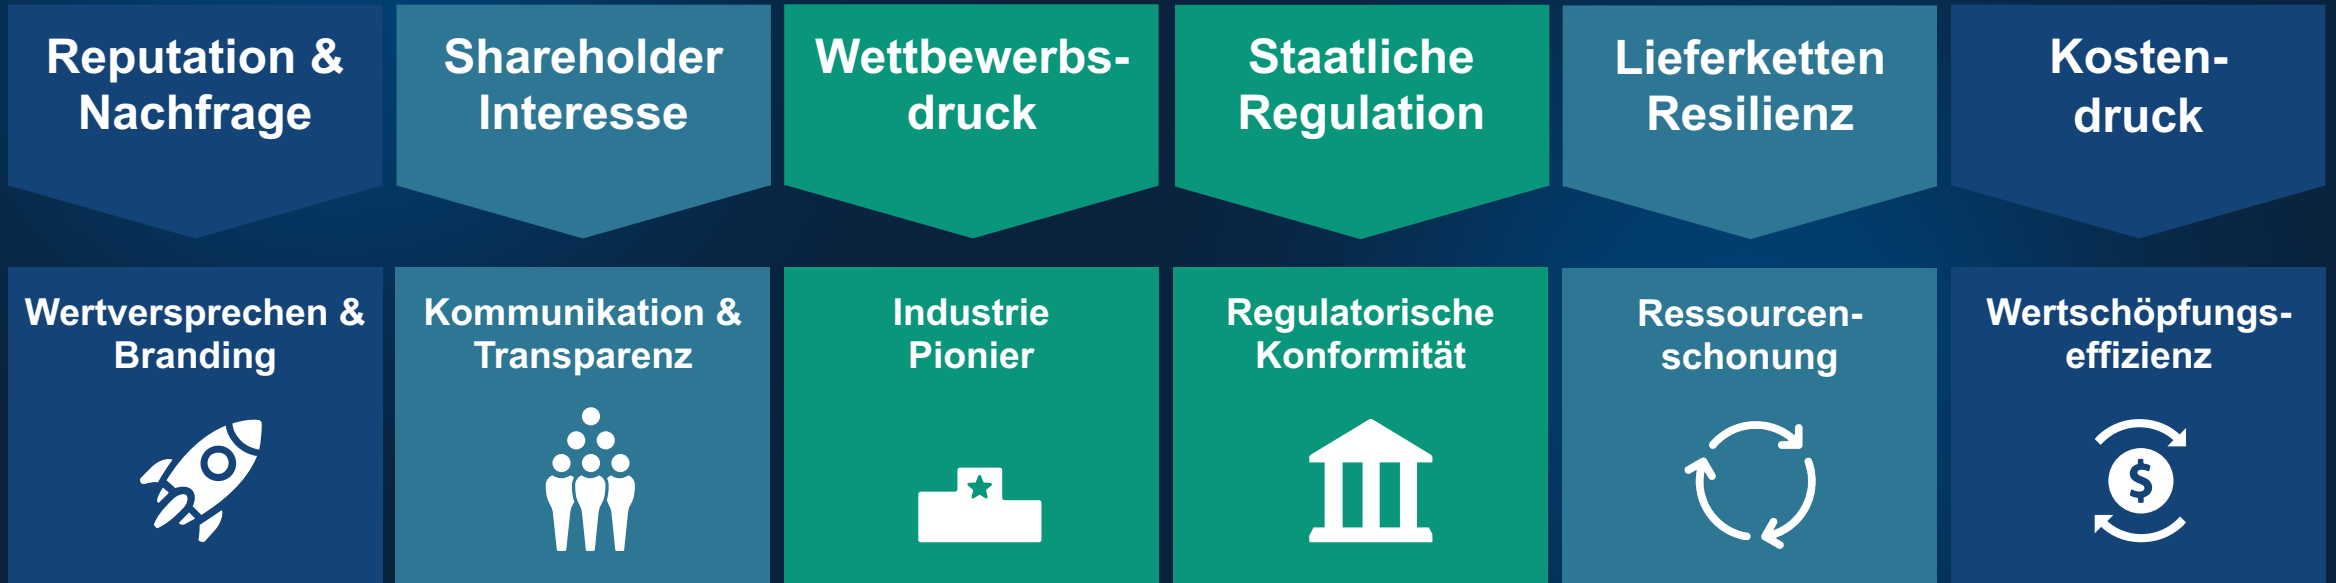 Reputation &
Nachfrage
Shareholder
Interesse
Wettbewerbs-
druck
Staatliche
Regulation
Lieferketten
Resilienz
Kosten-
druck
Wertversprechen &
Branding
Kommunikation &
Transparenz
Industrie
Pionier
Regulatorische
Konformität
Ressourcen-
schonung
Wertschöpfungs-
effizienz
$